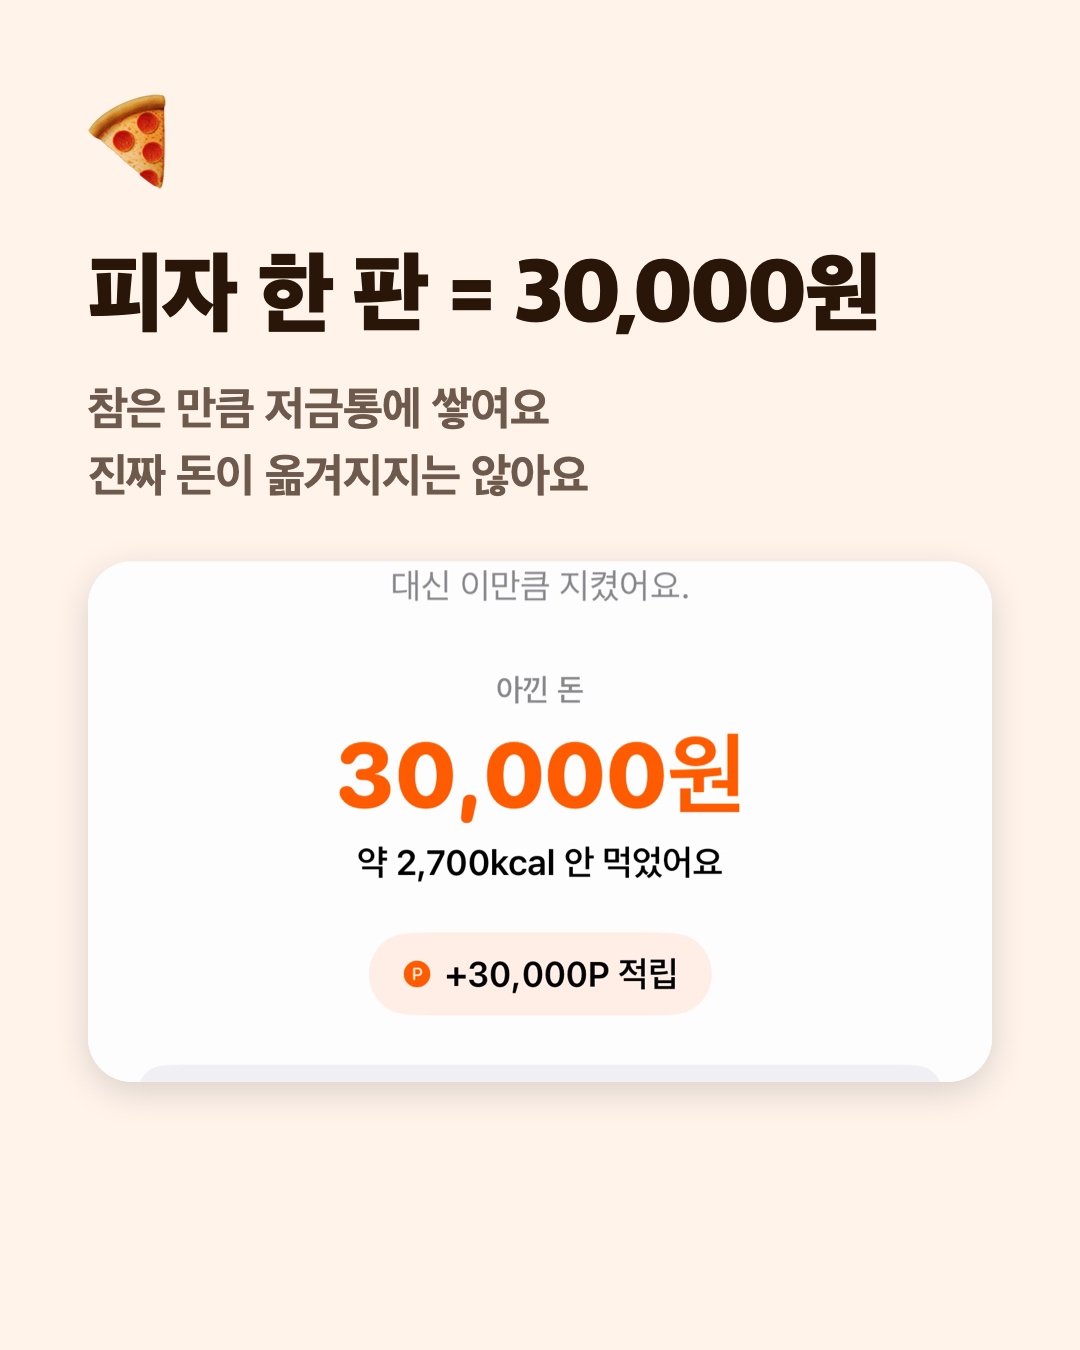 피자 한 판 = 30,000원
참은 만큼 저금통에 쌓여요
진짜 돈이 옮겨지지는 않아요
대신 이만큼 지켰어요.
아낀 돈
30,000원
약 2,700kcal 안 먹었어요
P +30,000P 적립